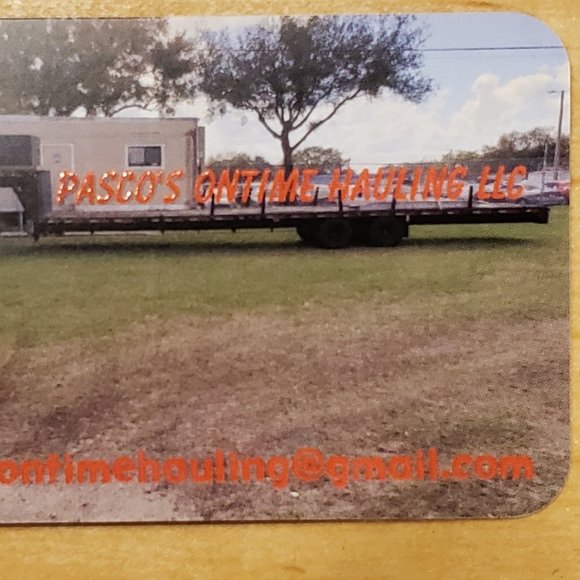 PASCO'S ONTIME HAULING LLC
ontimehauling@gmail.com